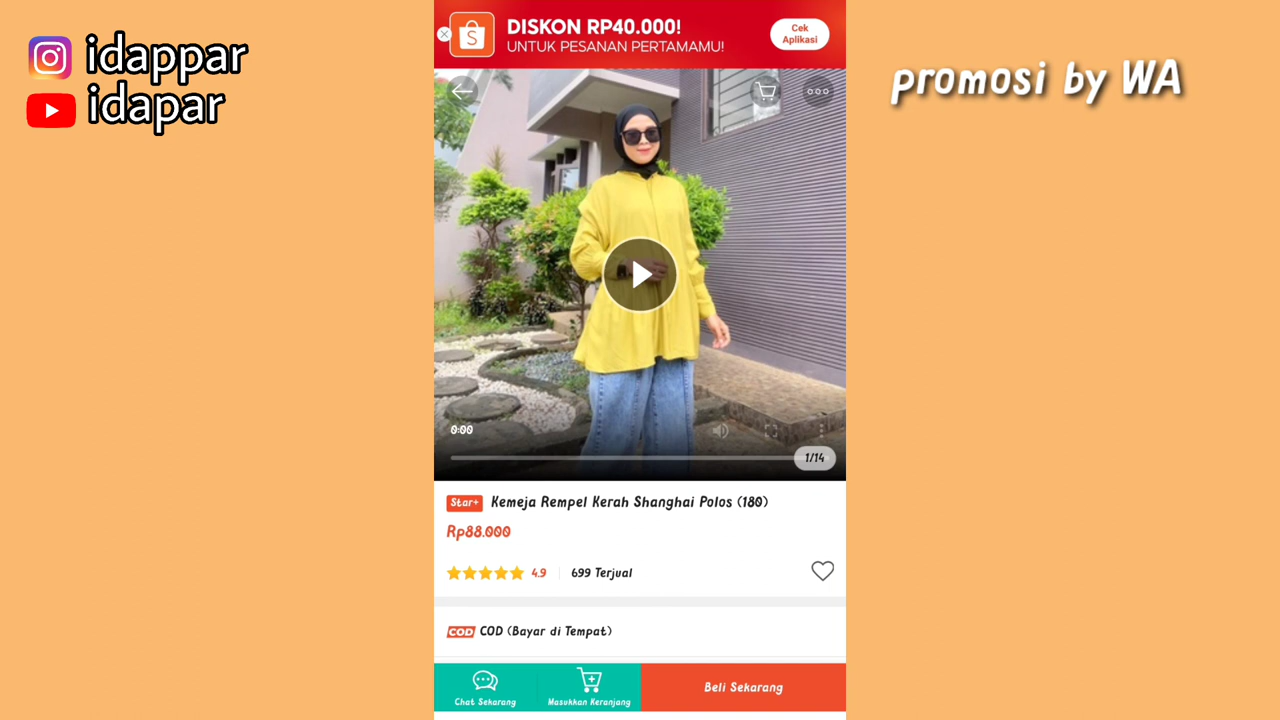 idappar
idapar
promosi by WA
DISKON RP40.000!
UNTUK PESANAN PERTAMAMU!
Cek
Aplikasi
0:00
1/14
Star+ Kemeja Rempel Kerah Shanghai Polos (180)
Rp88.000
4.9 699 Terjual
COD COD (Bayar di Tempat)
Chat Sekarang
Masukkan Keranjang
Beli Sekarang